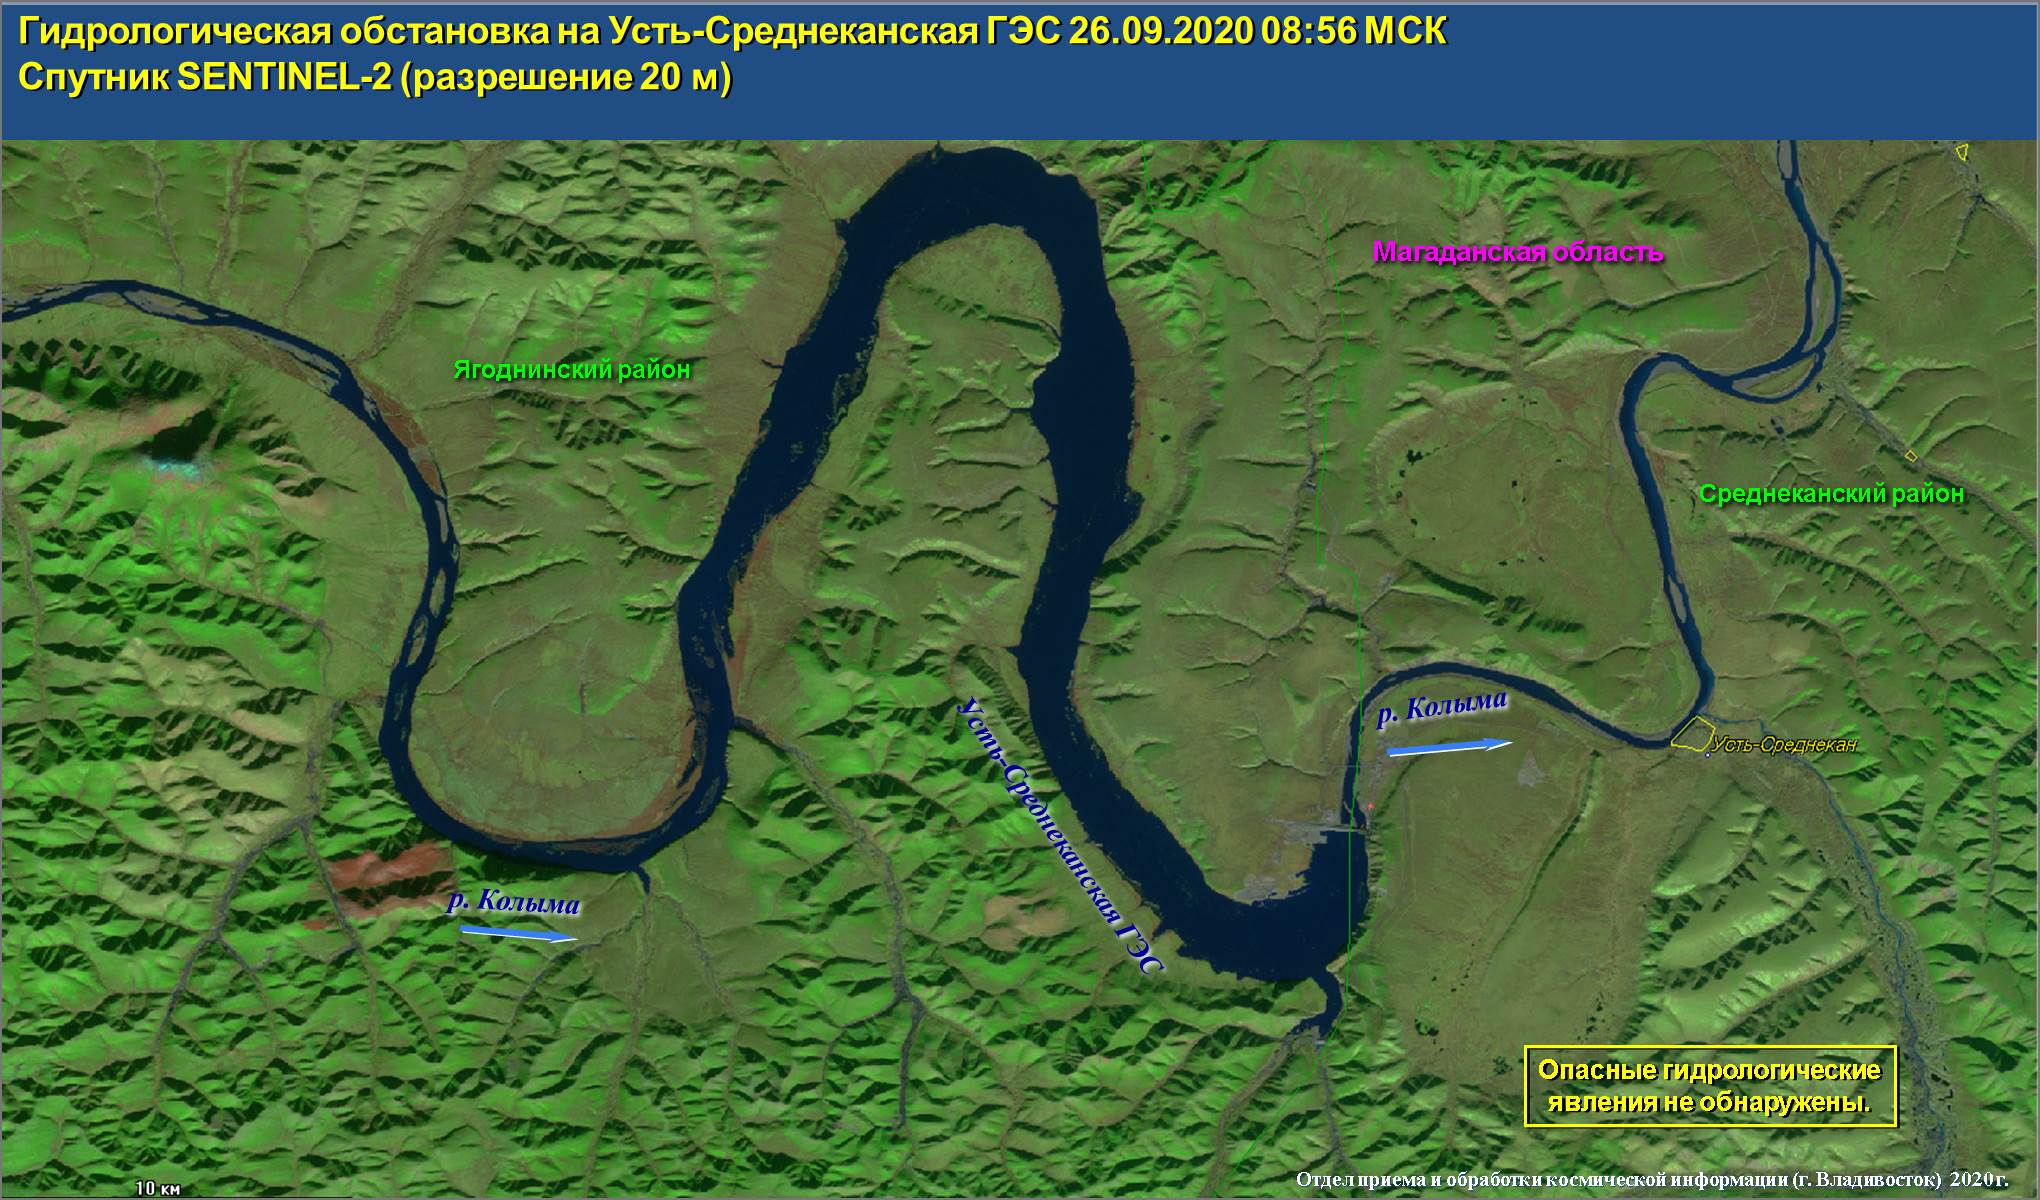 Гидрологическая обстановка на Усть-Среднеканская ГЭС 26.09.2020 08:56 МСК
Спутник SENTINEL-2 (разрешение 20 м)
Магаданская область
Ягоднинский район
Среднеканский район
р. Колыма
Усть-Среднекан
Усть-Среднеканская ГЭС
р. Колыма
Опасные гидрологические
явления не обнаружены.
Отдел приема и обработки космической информации (г. Владивосток) 2020г.
10 км